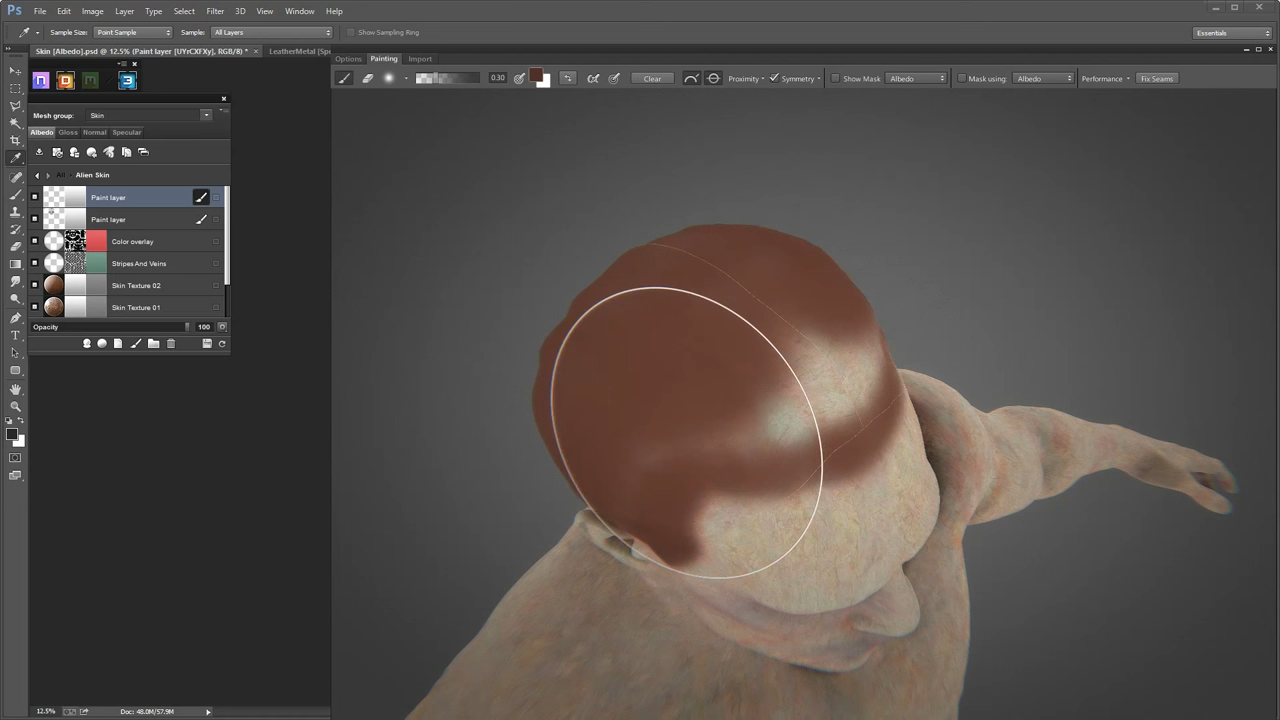 Ps File Edit Image Layer Type Select Filter 3D View Window Help
Sample Size: Point Sample Sample: All Layers Show Sampling Ring Essentials
Skin [Albedo].psd @ 12.5% (Paint layer [UYrCXFXy], RGB/8) * × LeatherMetal [Spe
Options Painting Import
0.30 Clear Proximity Symmetry Show Mask Albedo Mask using: Albedo Performance Fix Seams
Mesh group: Skin
Albedo Gloss Normal Specular
All Alien Skin
Paint layer
Paint layer
Color overlay
Stripes And Veins
Skin Texture 02
Skin Texture 01
Opacity 100
12.5% Doc: 48.0M/57.9M